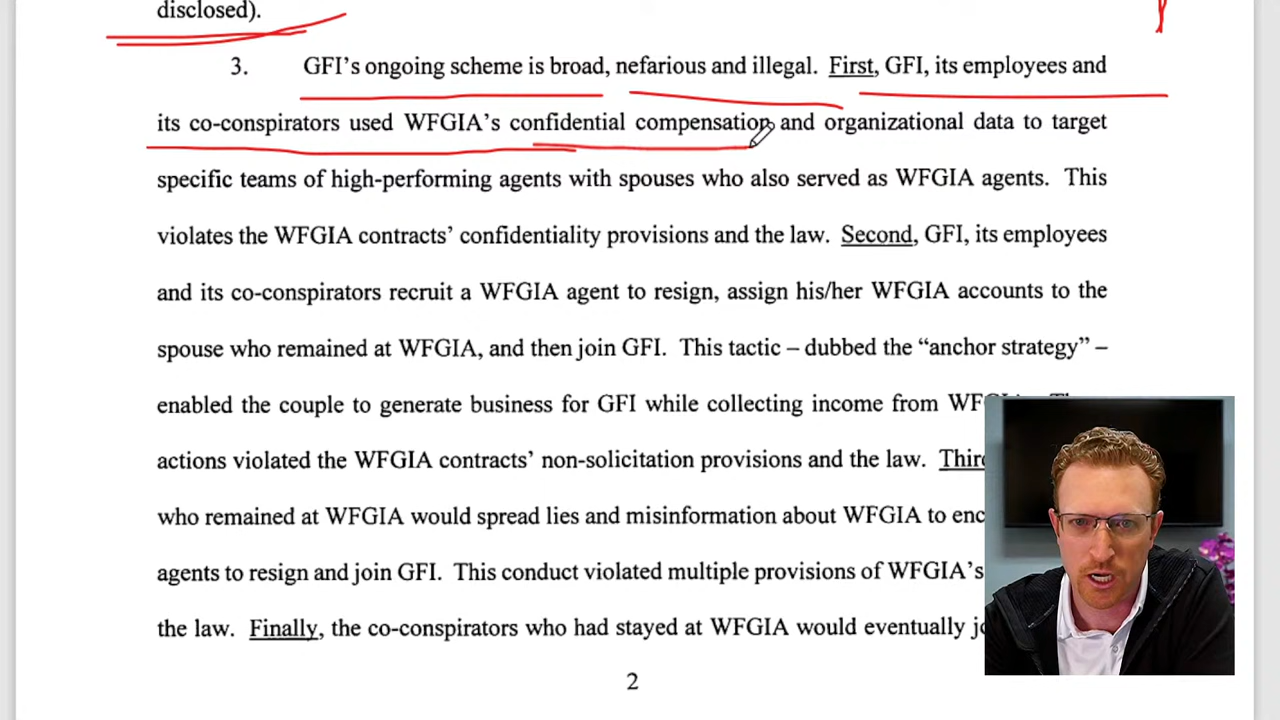 disclosed).
3. GFI's ongoing scheme is broad, nefarious and illegal. First, GFI, its employees and
its co-conspirators used WFGIA's confidential compensation and organizational data to target
specific teams of high-performing agents with spouses who also served as WFGIA agents. This
violates the WFGIA contracts' confidentiality provisions and the law. Second, GFI, its employees
and its co-conspirators recruit a WFGIA agent to resign, assign his/her WFGIA accounts to the
spouse who remained at WFGIA, and then join GFI. This tactic – dubbed the “anchor strategy” –
enabled the couple to generate business for GFI while collecting income from
actions violated the WFGIA contracts' non-solicitation provisions and the law.
who remained at WFGIA would spread lies and misinformation about WFGIA to
agents to resign and join GFI. This conduct violated multiple provisions of WFGIA's
the law. Finally, the co-conspirators who had stayed at WFGIA would eventually
2